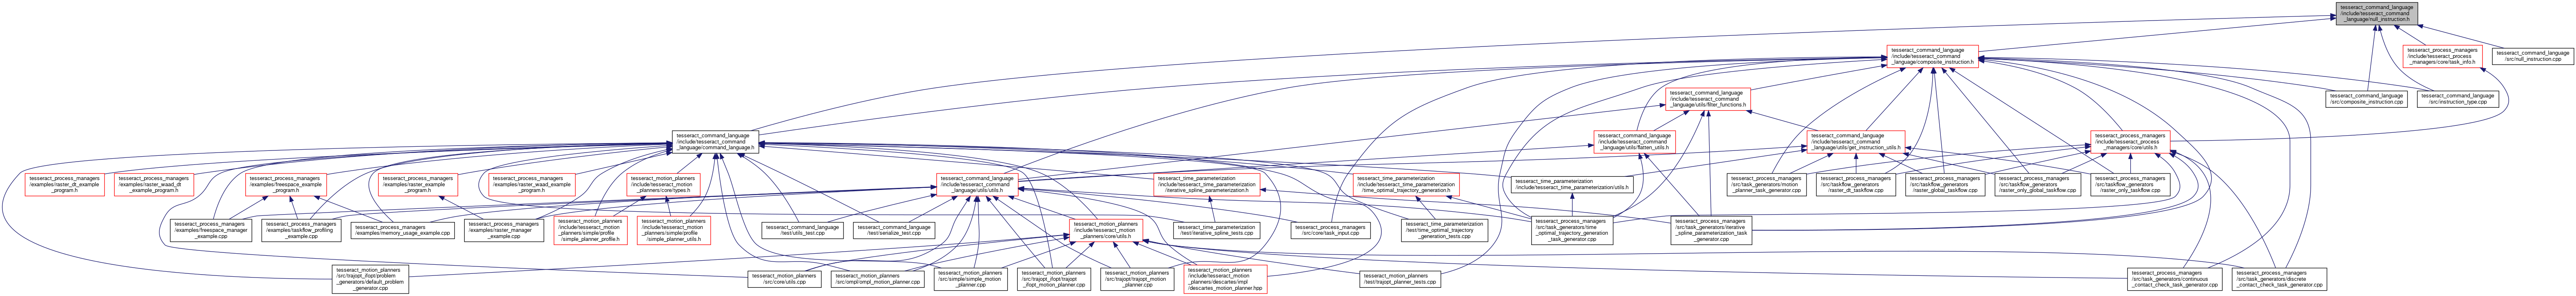 tesseract_command_language
/include/tesseract_command
_language/null_instruction.h
tesseract_command_language
/include/tesseract_command
_language/composite_instruction.h
tesseract_process_managers
/include/tesseract_process
_managers/core/task_info.h
tesseract_command_language
/src/null_instruction.cpp
tesseract_command_language
/include/tesseract_command
_language/utils/filter_functions.h
tesseract_command_language
/src/composite_instruction.cpp
tesseract_command_language
/src/instruction_type.cpp
tesseract_command_language
/include/tesseract_command
_language/command_language.h
tesseract_command_language
/include/tesseract_command
_language/utils/flatten_utils.h
tesseract_command_language
/include/tesseract_command
_language/utils/get_instruction_utils.h
tesseract_process_managers
/include/tesseract_process
_managers/core/utils.h
tesseract_process_managers
/examples/raster_dt_example
_program.h
tesseract_process_managers
/examples/raster_waad_dt
_example_program.h
tesseract_process_managers
/examples/freespace_example
_program.h
tesseract_process_managers
/examples/raster_example
_program.h
tesseract_process_managers
/examples/raster_waad_example
_program.h
tesseract_motion_planners
/include/tesseract_motion
_planners/core/types.h
tesseract_command_language
/include/tesseract_command
_language/utils/utils.h
tesseract_time_parameterization
/include/tesseract_time_parameterization
/iterative_spline_parameterization.h
tesseract_time_parameterization
/include/tesseract_time_parameterization
/time_optimal_trajectory_generation.h
tesseract_time_parameterization
/include/tesseract_time_parameterization/utils.h
tesseract_process_managers
/src/task_generators/motion
_planner_task_generator.cpp
tesseract_process_managers
/src/taskflow_generators
/raster_dt_taskflow.cpp
tesseract_process_managers
/src/taskflow_generators
/raster_global_taskflow.cpp
tesseract_process_managers
/src/taskflow_generators
/raster_only_global_taskflow.cpp
tesseract_process_managers
/src/taskflow_generators
/raster_only_taskflow.cpp
tesseract_process_managers
/examples/freespace_manager
_example.cpp
tesseract_process_managers
/examples/taskflow_profiling
_example.cpp
tesseract_process_managers
/examples/memory_usage_example.cpp
tesseract_process_managers
/examples/raster_manager
_example.cpp
tesseract_motion_planners
/include/tesseract_motion
_planners/simple/profile
/simple_planner_profile.h
tesseract_motion_planners
/include/tesseract_motion
_planners/simple/profile
/simple_planner_utils.h
tesseract_command_language
/test/utils_test.cpp
tesseract_command_language
/test/serialize_test.cpp
tesseract_motion_planners
/include/tesseract_motion
_planners/core/utils.h
tesseract_time_parameterization
/test/iterative_spline_tests.cpp
tesseract_process_managers
/src/core/task_input.cpp
tesseract_time_parameterization
/test/time_optimal_trajectory
_generation_tests.cpp
tesseract_process_managers
/src/task_generators/time
_optimal_trajectory_generation
_task_generator.cpp
tesseract_process_managers
/src/task_generators/iterative
_spline_parameterization_task
_generator.cpp
tesseract_motion_planners
/src/trajopt_ifopt/problem
_generators/default_problem
_generator.cpp
tesseract_motion_planners
/src/core/utils.cpp
tesseract_motion_planners
/src/ompl/ompl_motion_planner.cpp
tesseract_motion_planners
/src/simple/simple_motion
_planner.cpp
tesseract_motion_planners
/src/trajopt_ifopt/trajopt
_ifopt_motion_planner.cpp
tesseract_motion_planners
/src/trajopt/trajopt_motion
_planner.cpp
tesseract_motion_planners
/include/tesseract_motion
_planners/descartes/impl
/descartes_motion_planner.hpp
tesseract_motion_planners
/test/trajopt_planner_tests.cpp
tesseract_process_managers
/src/task_generators/continuous
_contact_check_task_generator.cpp
tesseract_process_managers
/src/task_generators/discrete
_contact_check_task_generator.cpp